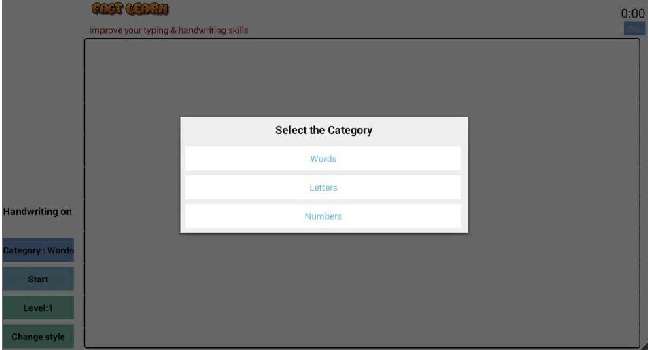 FAST LEARN
0:00
Improve your typing & handwriting skills
Select the Category
Words
Letters
Numbers
Handwriting on
Category : Words
Start
Level:1
Change style